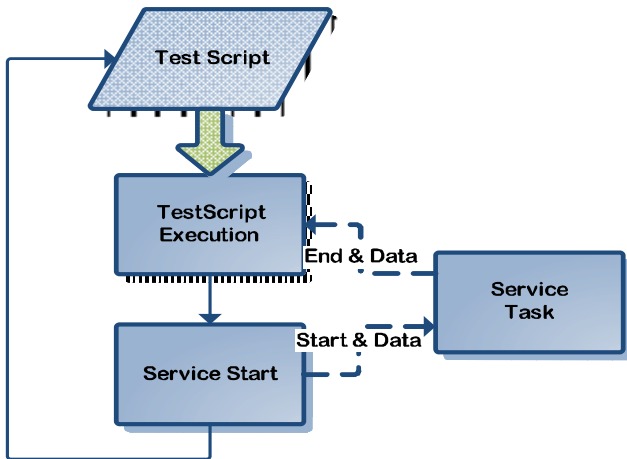 Test Script
TestScript
Execution
End & Data
Service
Task
Start & Data
Service Start